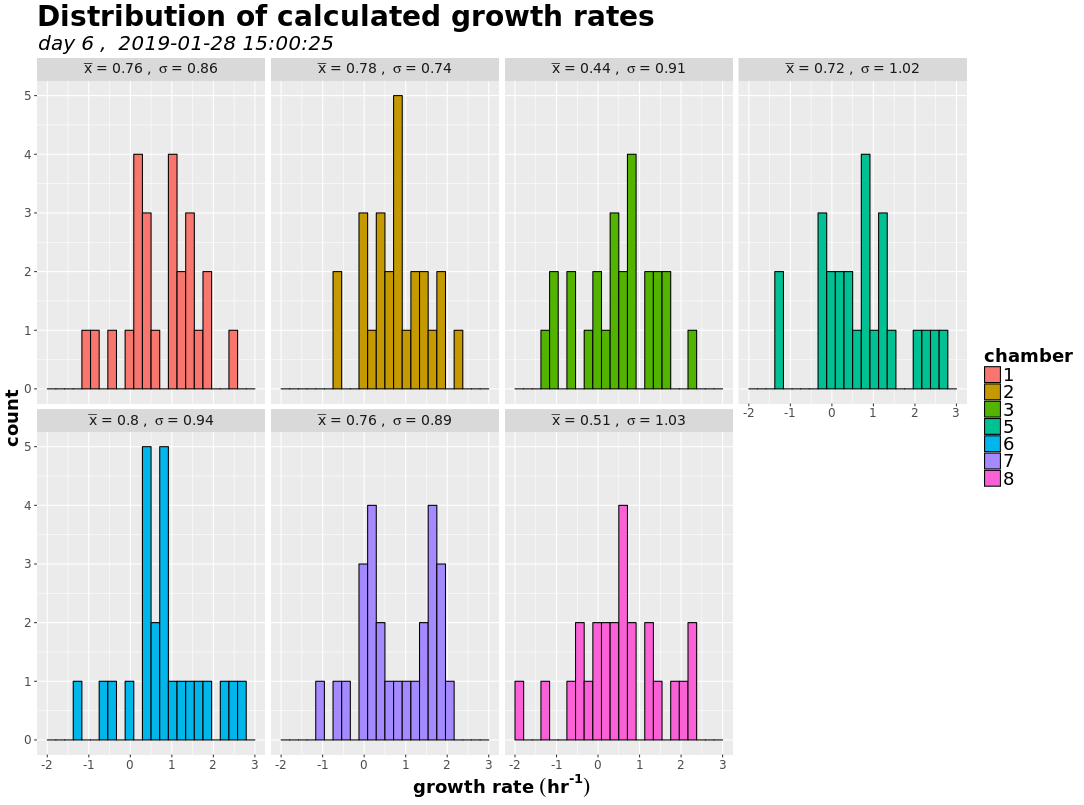 Distribution of calculated growth rates
day 6 ,  2019-01-28 15:00:25
x̅ = 0.76 ,  σ = 0.86
x̅ = 0.78 ,  σ = 0.74
x̅ = 0.44 ,  σ = 0.91
x̅ = 0.72 ,  σ = 1.02
5
4
3
2
1
0
-2 -1 0 1 2 3
count
x̅ = 0.8 ,  σ = 0.94
x̅ = 0.76 ,  σ = 0.89
x̅ = 0.51 ,  σ = 1.03
5
4
3
2
1
0
-2 -1 0 1 2 3
-2 -1 0 1 2 3
-2 -1 0 1 2 3
growth rate (hr⁻¹)
chamber
1
2
3
5
6
7
8